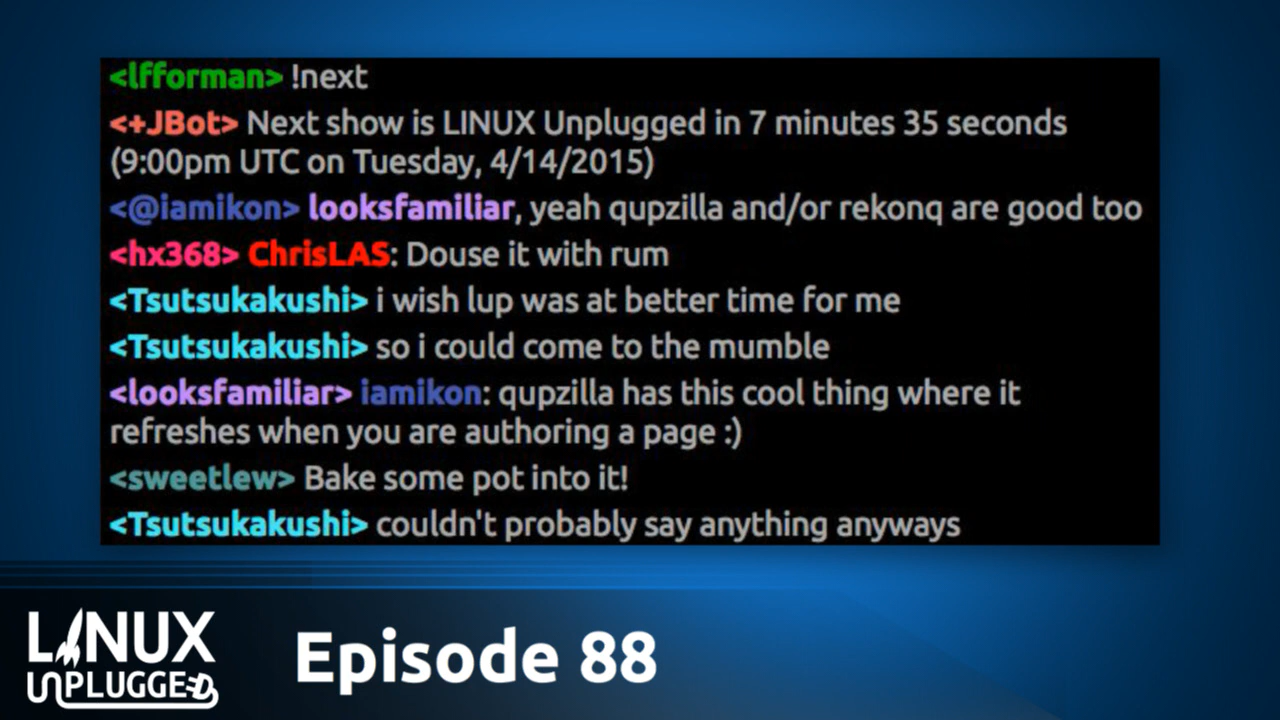 <lfforman> !next
<+JBot> Next show is LINUX Unplugged in 7 minutes 35 seconds
(9:00pm UTC on Tuesday, 4/14/2015)
<@iamikon> looksfamiliar, yeah qupzilla and/or rekonq are good too
<hx368> ChrisLAS: Douse it with rum
<Tsutsukakushi> i wish lup was at better time for me
<Tsutsukakushi> so i could come to the mumble
<looksfamiliar> iamikon: qupzilla has this cool thing where it
refreshes when you are authoring a page :)
<sweetlew> Bake some pot into it!
<Tsutsukakushi> couldn't probably say anything anyways
LINUX
UNPLUGGED
Episode 88